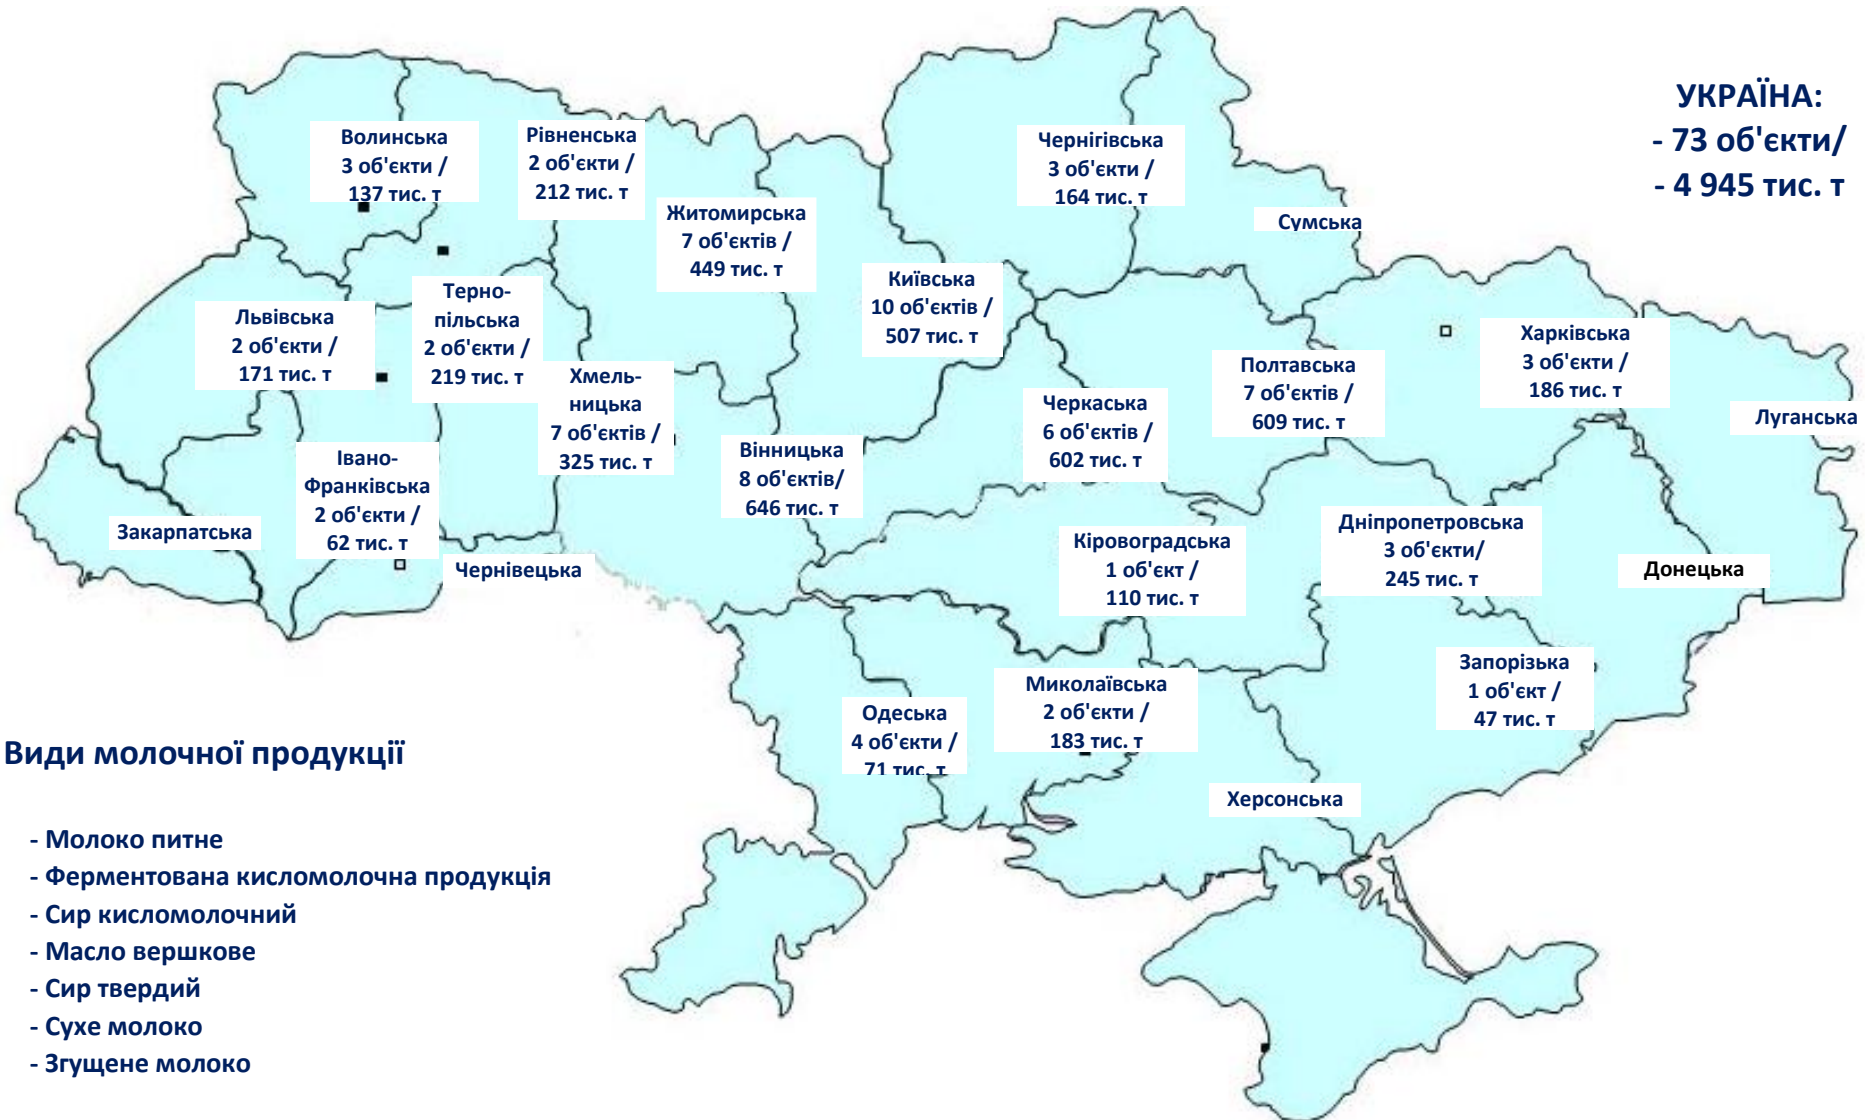 УКРАЇНА:
- 73 об'єкти/
- 4 945 тис. т
Волинська
3 об'єкти /
137 тис. т
Рівненська
2 об'єкти /
212 тис. т
Житомирська
7 об'єктів /
449 тис. т
Київська
10 об'єктів /
507 тис. т
Чернігівська
3 об'єкти /
164 тис. т
Сумська
Львівська
2 об'єкти /
171 тис. т
Терно-
пільська
2 об'єкти /
219 тис. т
Хмель-
ницька
7 об'єктів /
325 тис. т
Вінницька
8 об'єктів/
646 тис. т
Черкаська
6 об'єктів /
602 тис. т
Полтавська
7 об'єктів /
609 тис. т
Харківська
3 об'єкти /
186 тис. т
Луганська
Закарпатська
Івано-
Франківська
2 об'єкти /
62 тис. т
Чернівецька
Кіровоградська
1 об'єкт /
110 тис. т
Дніпропетровська
3 об'єкти/
245 тис. т
Донецька
Одеська
4 об'єкти /
71 тис. т
Миколаївська
2 об'єкти /
183 тис. т
Запорізька
1 об'єкт /
47 тис. т
Херсонська
Види молочної продукції
- Молоко питне
- Ферментована кисломолочна продукція
- Сир кисломолочний
- Масло вершкове
- Сир твердий
- Сухе молоко
- Згущене молоко